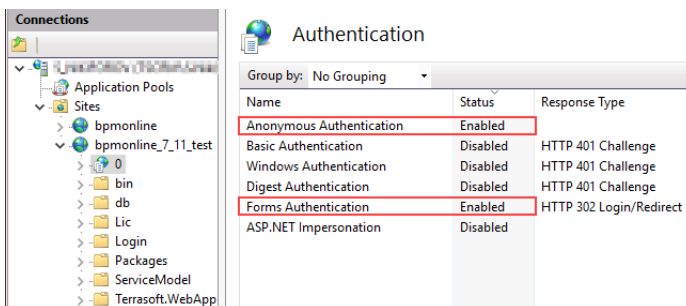 Connections
Application Pools
Sites
bpmonline
bpmonline_7_11_test
0
bin
db
Lic
Login
Packages
ServiceModel
Terrasoft.WebApp
Authentication
Group by: No Grouping
Name Status Response Type
Anonymous Authentication Enabled
Basic Authentication Disabled HTTP 401 Challenge
Windows Authentication Disabled HTTP 401 Challenge
Digest Authentication Disabled HTTP 401 Challenge
Forms Authentication Enabled HTTP 302 Login/Redirect
ASP.NET Impersonation Disabled